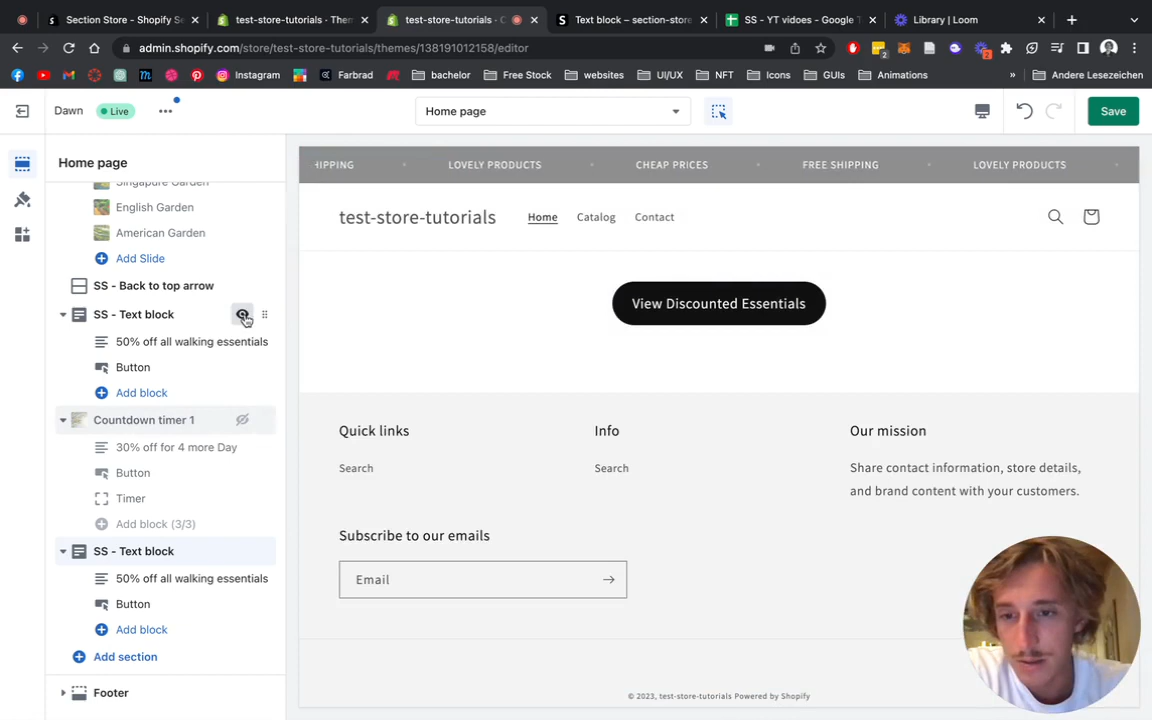 Section Store - Shopify Se
test-store-tutorials · Then
test-store-tutorials · C
Text block – section-store
SS - YT vidoes - Google T
Library | Loom
admin.shopify.com/store/test-store-tutorials/themes/138191012158/editor
Instagram
Farbrad
bachelor
Free Stock
websites
UI/UX
NFT
Icons
GUIs
Animations
»
Andere Lesezeichen
Dawn
Live
Home page
Save
Home page
Singapure Garden
English Garden
American Garden
Add Slide
SS - Back to top arrow
SS - Text block
50% off all walking essentials
Button
Add block
Countdown timer 1
30% off for 4 more Day
Button
Timer
Add block (3/3)
SS - Text block
50% off all walking essentials
Button
Add block
Add section
Footer
HIPPING
LOVELY PRODUCTS
CHEAP PRICES
FREE SHIPPING
LOVELY PRODUCTS
test-store-tutorials
Home
Catalog
Contact
View Discounted Essentials
Quick links
Info
Our mission
Search
Search
Share contact information, store details,
and brand content with your customers.
Subscribe to our emails
Email
© 2023, test-store-tutorials Powered by Shopify